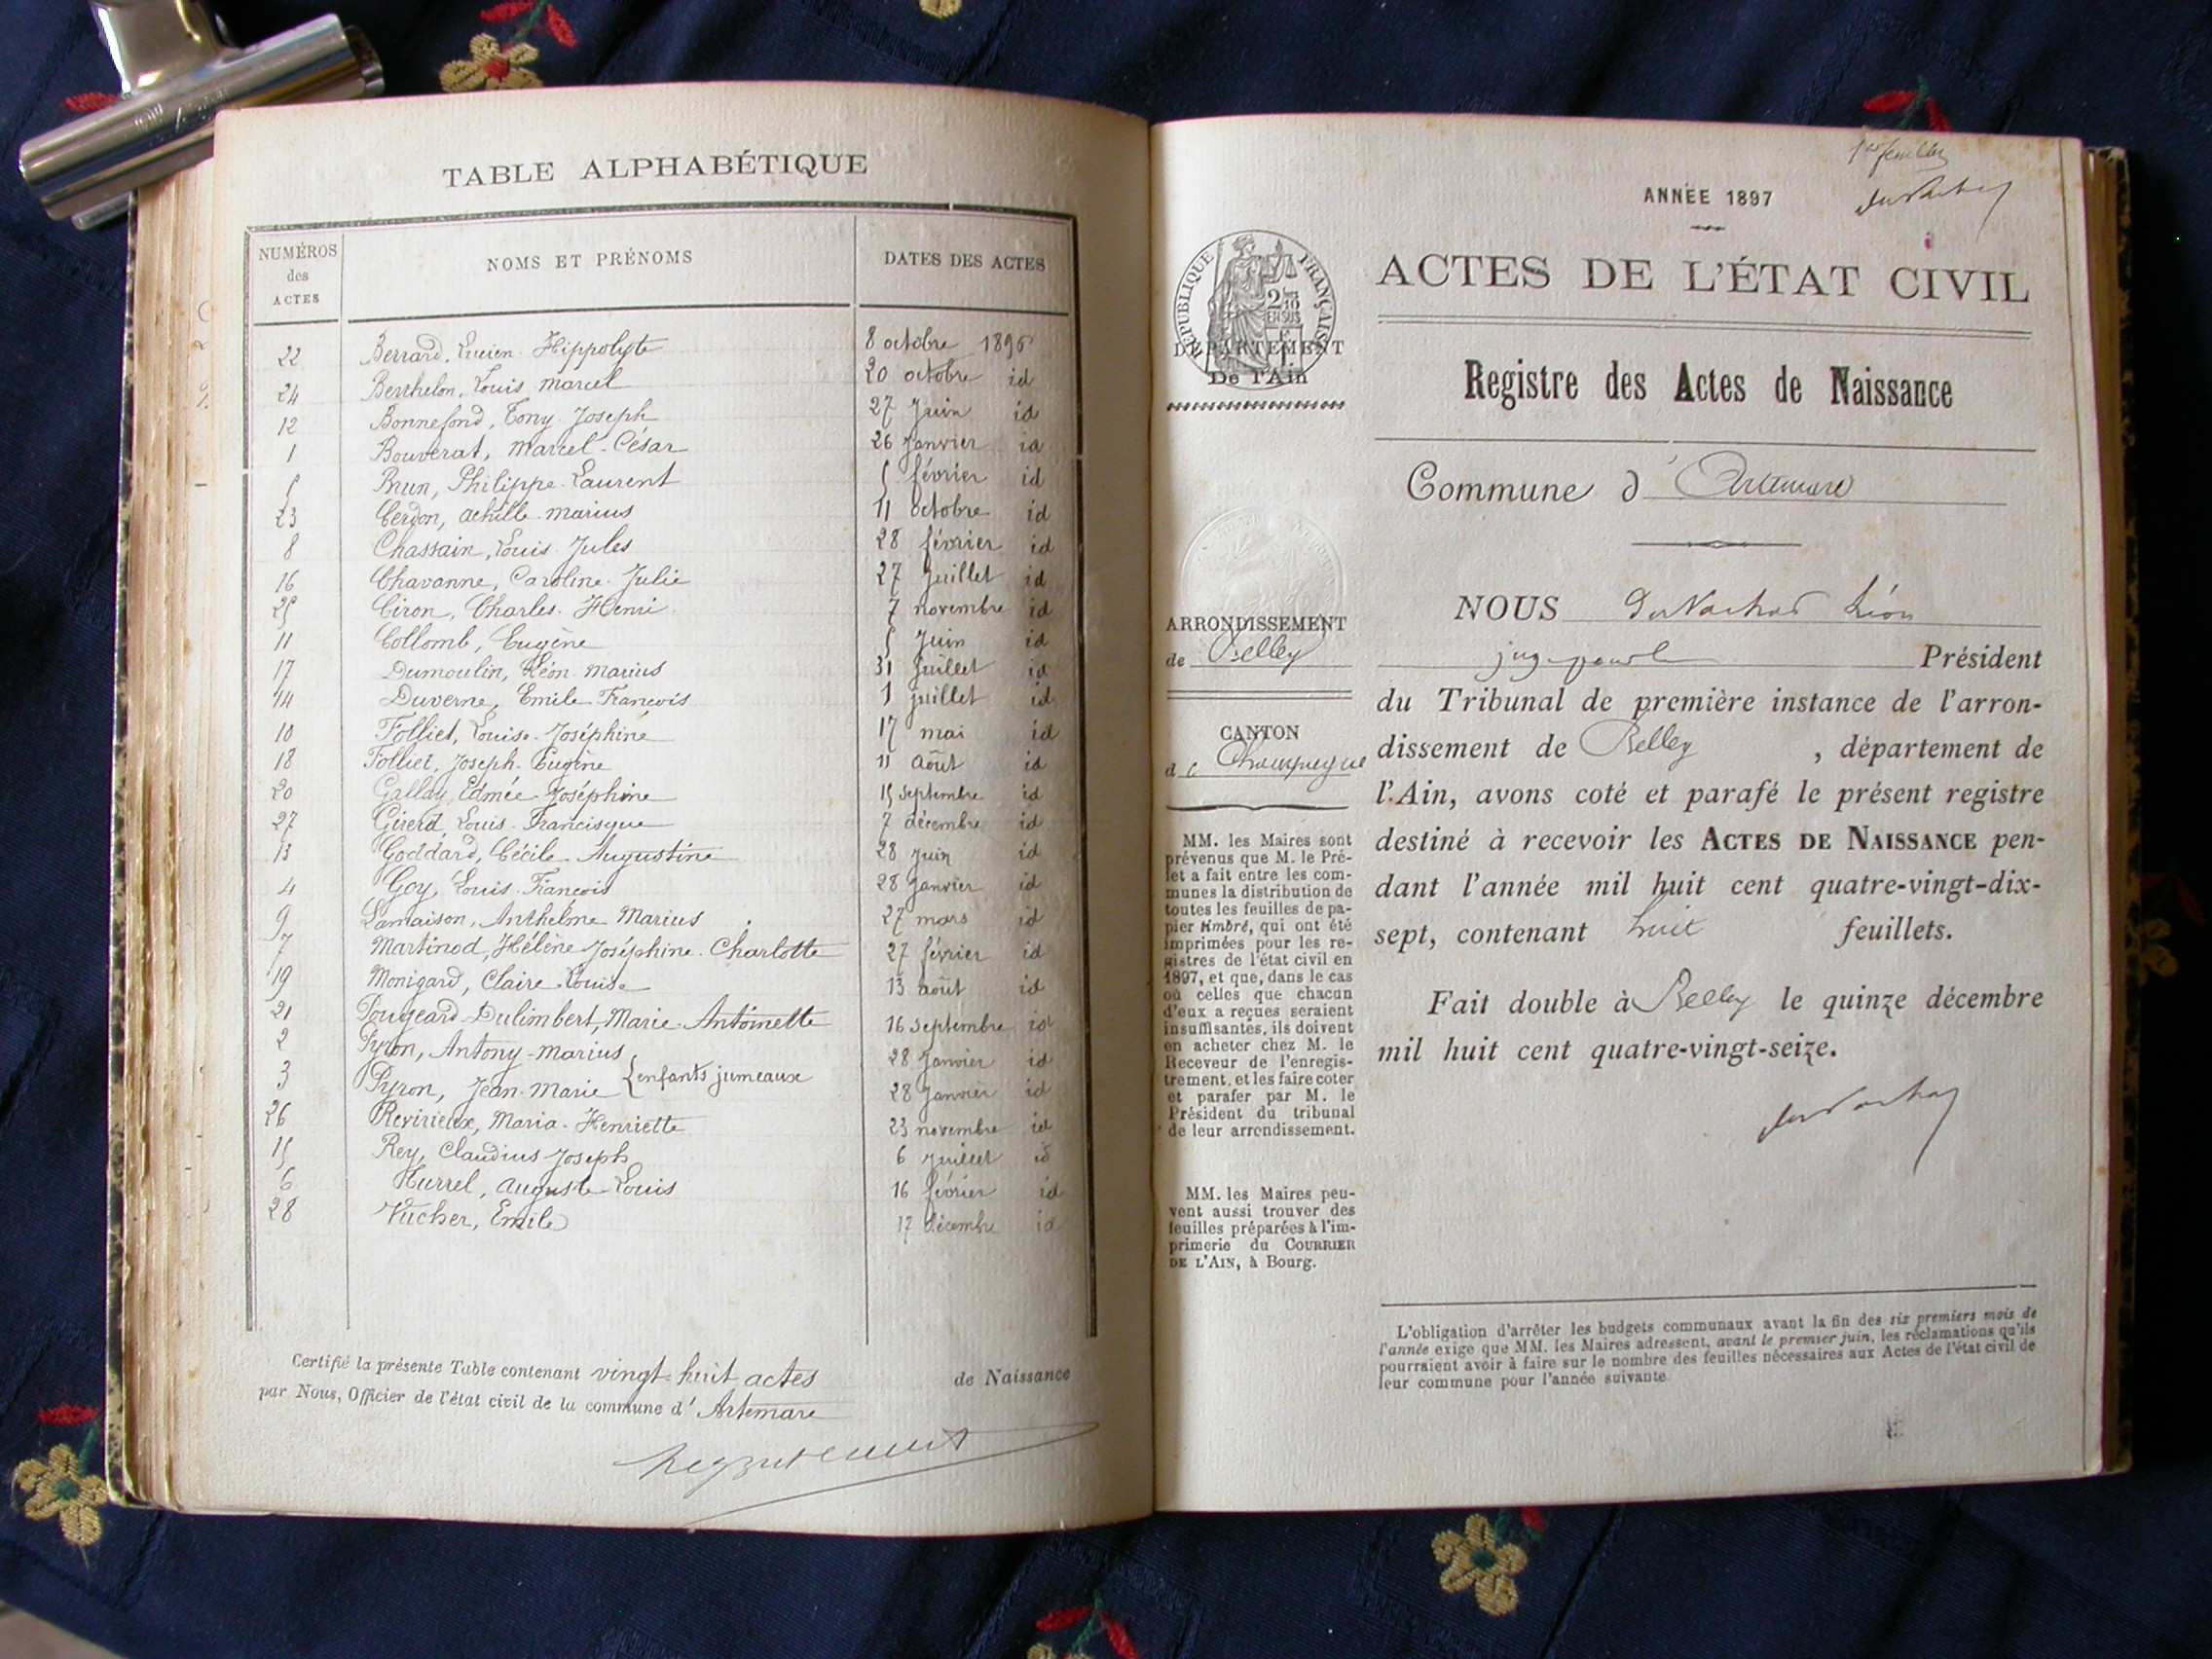 TABLE ALPHABÉTIQUE
NUMÉROS des ACTES
NOMS ET PRÉNOMS
DATES DES ACTES
22 Berrard, Lucien Hippolyte 8 octobre 1896
24 Berthelon, Louis Marcel 20 octobre id
12 Bonnefond, Tony Joseph 27 Juin id
1 Bouverat, Marcel César 26 Janvier id
5 Brun, Philippe Laurent 5 février id
23 Cerdon, Achille Marius 11 Octobre id
8 Chassain, Louis Jules 28 février id
16 Chavanne, Caroline Julie 27 Juillet id
25 Ciron, Charles Henri 7 novembre id
11 Collomb, Eugène 5 Juin id
17 Dumoulin, Léon Marius 31 Juillet id
14 Duverne, Emile François 1 juillet id
10 Folliet, Louise Joséphine 17 mai id
18 Folliet, Joseph Eugène 11 Août id
20 Gallay, Edmée Joséphine 15 septembre id
27 Girerd, Louis Francisque 7 décembre id
13 Goddard, Cécile Augustine 28 Juin id
4 Goy, Louis François 28 Janvier id
9 Lamaison, Anthelme Marius 27 mars id
7 Martinod, Hélène Joséphine Charlotte 27 février id
19 Monigard, Claire Louise 13 août id
21 Pougeard-Dulimbert, Marie-Antoinette 16 septembre id
2 Pyron, Antony-Marius 28 Janvier id
{enfants jumeaux
3 Pyron, Jean-Marie 28 Janvier id
26 Revirieux, Maria-Henriette 23 novembre id
15 Rey, Claudius Joseph 6 Juillet id
6 Hurrel, Auguste Louis 16 février id
28 Vucher, Emile 17 décembre id
Certifié la présente Table contenant vingt-huit actes de Naissance
par Nous, Officier de l'état civil de la commune d' Artemare
1er feuillet
ANNÉE 1897
ACTES DE L'ÉTAT CIVIL
Registre des Actes de Naissance
Commune d' Artemare
RÉPUBLIQUE FRANÇAISE
2/10 EN SUS
DÉPARTEMENT
De l'Ain
ARRONDISSEMENT
de Belley
CANTON
de Champagne
MM. les Maires sont
prévenus que M. le Pré-
fet a fait entre les com-
munes la distribution de
toutes les feuilles de pa-
pier timbré, qui ont été
imprimées pour les re-
gistres de l'état civil en
1897, et que, dans le cas
où celles que chacun
d'eux a reçues seraient
insuffisantes, ils doivent
en acheter chez M. le
Receveur de l'enregis-
trement, et les faire coter
et parafer par M. le
Président du tribunal
de leur arrondissement.
MM. les Maires peu-
vent aussi trouver des
feuilles préparées à l'im-
primerie du COURRIER
DE L'AIN, à Bourg.
NOUS Léon
juge pour le Président
du Tribunal de première instance de l'arron-
dissement de Belley , département de
l'Ain, avons coté et parafé le présent registre
destiné à recevoir les ACTES DE NAISSANCE pen-
dant l'année mil huit cent quatre-vingt-dix-
sept, contenant huit feuillets.
Fait double à Belley le quinze décembre
mil huit cent quatre-vingt-seize.
L'obligation d'arrêter les budgets communaux avant la fin des six premiers mois de
l'année exige que MM. les Maires adressent, avant le premier juin, les réclamations qu'ils
pourraient avoir à faire sur le nombre des feuilles nécessaires aux Actes de l'état civil de
leur commune pour l'année suivante